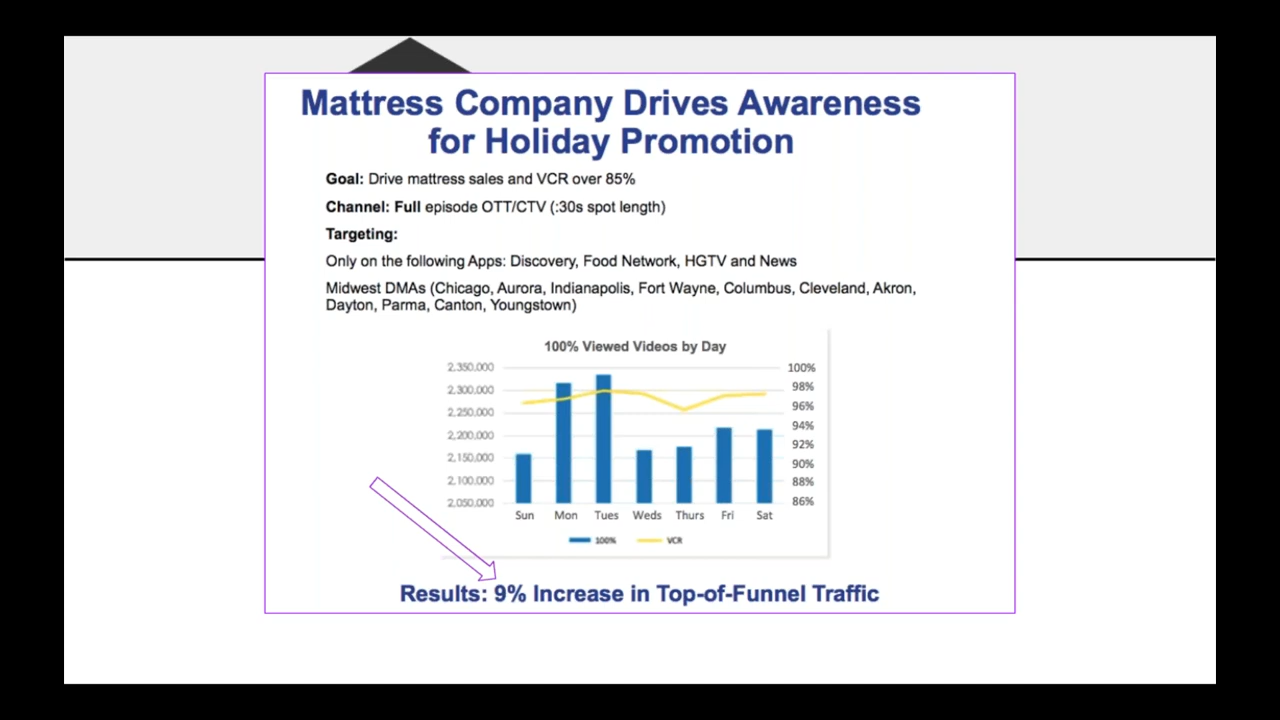 Mattress Company Drives Awareness
for Holiday Promotion
Goal: Drive mattress sales and VCR over 85%
Channel: Full episode OTT/CTV (:30s spot length)
Targeting:
Only on the following Apps: Discovery, Food Network, HGTV and News
Midwest DMAs (Chicago, Aurora, Indianapolis, Fort Wayne, Columbus, Cleveland, Akron,
Dayton, Parma, Canton, Youngstown)
100% Viewed Videos by Day
2,350,000 100%
2,300,000 98%
2,250,000 96%
2,200,000 94%
2,150,000 92%
2,100,000 90%
2,050,000 88%
86%
Sun Mon Tues Weds Thurs Fri Sat
100% VCR
Results: 9% Increase in Top-of-Funnel Traffic